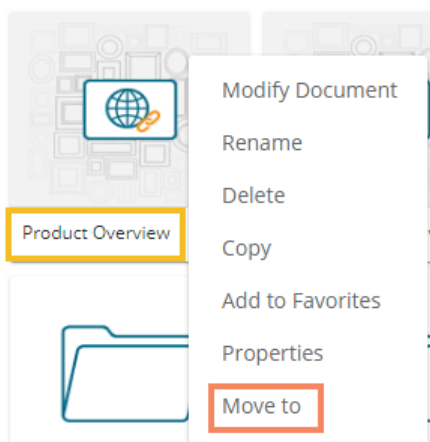 Product Overview
Modify Document
Rename
Delete
Copy
Add to Favorites
Properties
Move to